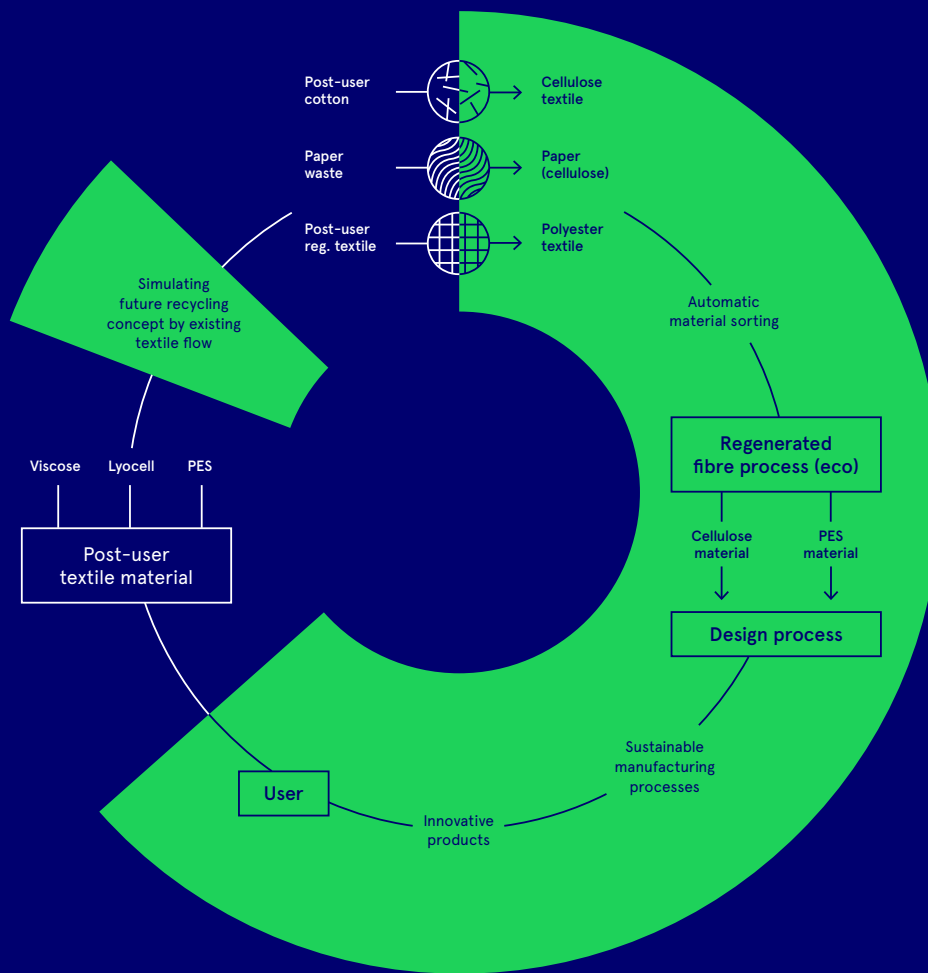 Post-user
cotton
Cellulose
textile
Paper
waste
Paper
(cellulose)
Post-user
reg. textile
Polyester
textile
Simulating
future recycling
concept by existing
textile flow
Automatic
material sorting
Regenerated
fibre process (eco)
Viscose
Lyocell
PES
Post-user
textile material
Cellulose
material
PES
material
Design process
Sustainable
manufacturing
processes
User
Innovative
products